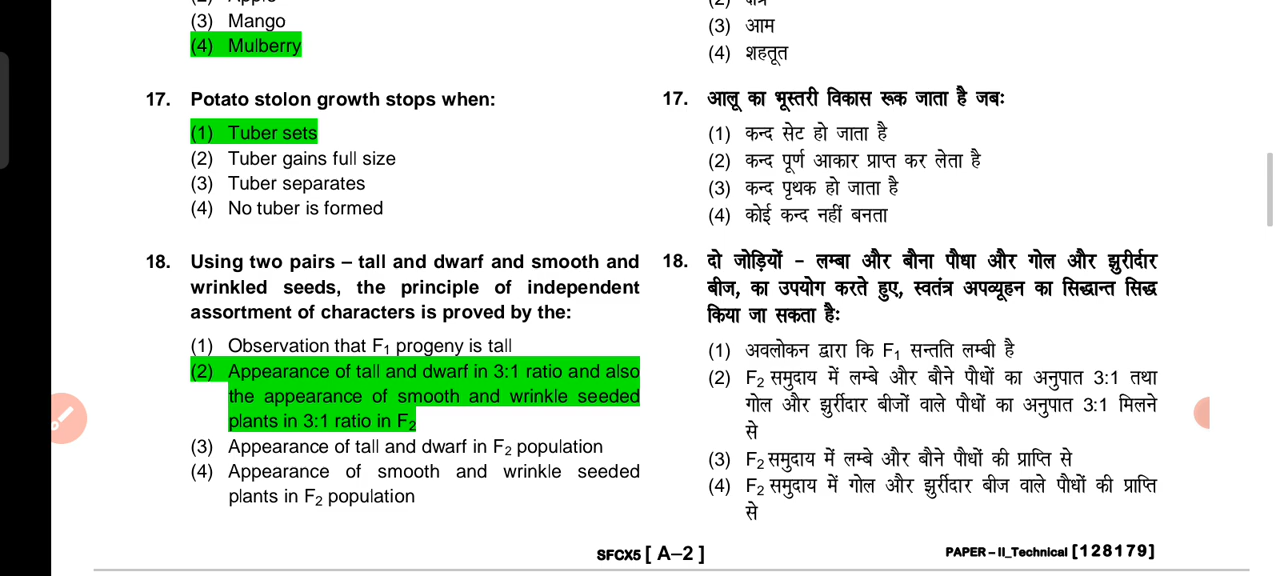 (3) Mango
(4) Mulberry
17. Potato stolon growth stops when:
(1) Tuber sets
(2) Tuber gains full size
(3) Tuber separates
(4) No tuber is formed
18. Using two pairs – tall and dwarf and smooth and
wrinkled seeds, the principle of independent
assortment of characters is proved by the:
(1) Observation that F1 progeny is tall
(2) Appearance of tall and dwarf in 3:1 ratio and also
the appearance of smooth and wrinkle seeded
plants in 3:1 ratio in F2
(3) Appearance of tall and dwarf in F2 population
(4) Appearance of smooth and wrinkle seeded
plants in F2 population
(3) आम
(4) शहतूत
17. आलू का भूस्तरी विकास रूक जाता है जबः
(1) कन्द सेट हो जाता है
(2) कन्द पूर्ण आकार प्राप्त कर लेता है
(3) कन्द पृथक हो जाता है
(4) कोई कन्द नहीं बनता
18. दो जोड़ियों – लम्बा और बौना पौधा और गोल और झुर्रीदार
बीज, का उपयोग करते हुए, स्वतंत्र अपव्यूहन का सिद्धान्त सिद्ध
किया जा सकता हैः
(1) अवलोकन द्वारा कि F1 सन्तति लम्बी है
(2) F2 समुदाय में लम्बे और बौने पौधों का अनुपात 3:1 तथा
गोल और झुर्रीदार बीजों वाले पौधों का अनुपात 3:1 मिलने
से
(3) F2 समुदाय में लम्बे और बौने पौधों की प्राप्ति से
(4) F2 समुदाय में गोल और झुर्रीदार बीज वाले पौधों की प्राप्ति
से
SFCX5 [ A–2 ]
PAPER – II_Technical [128179]